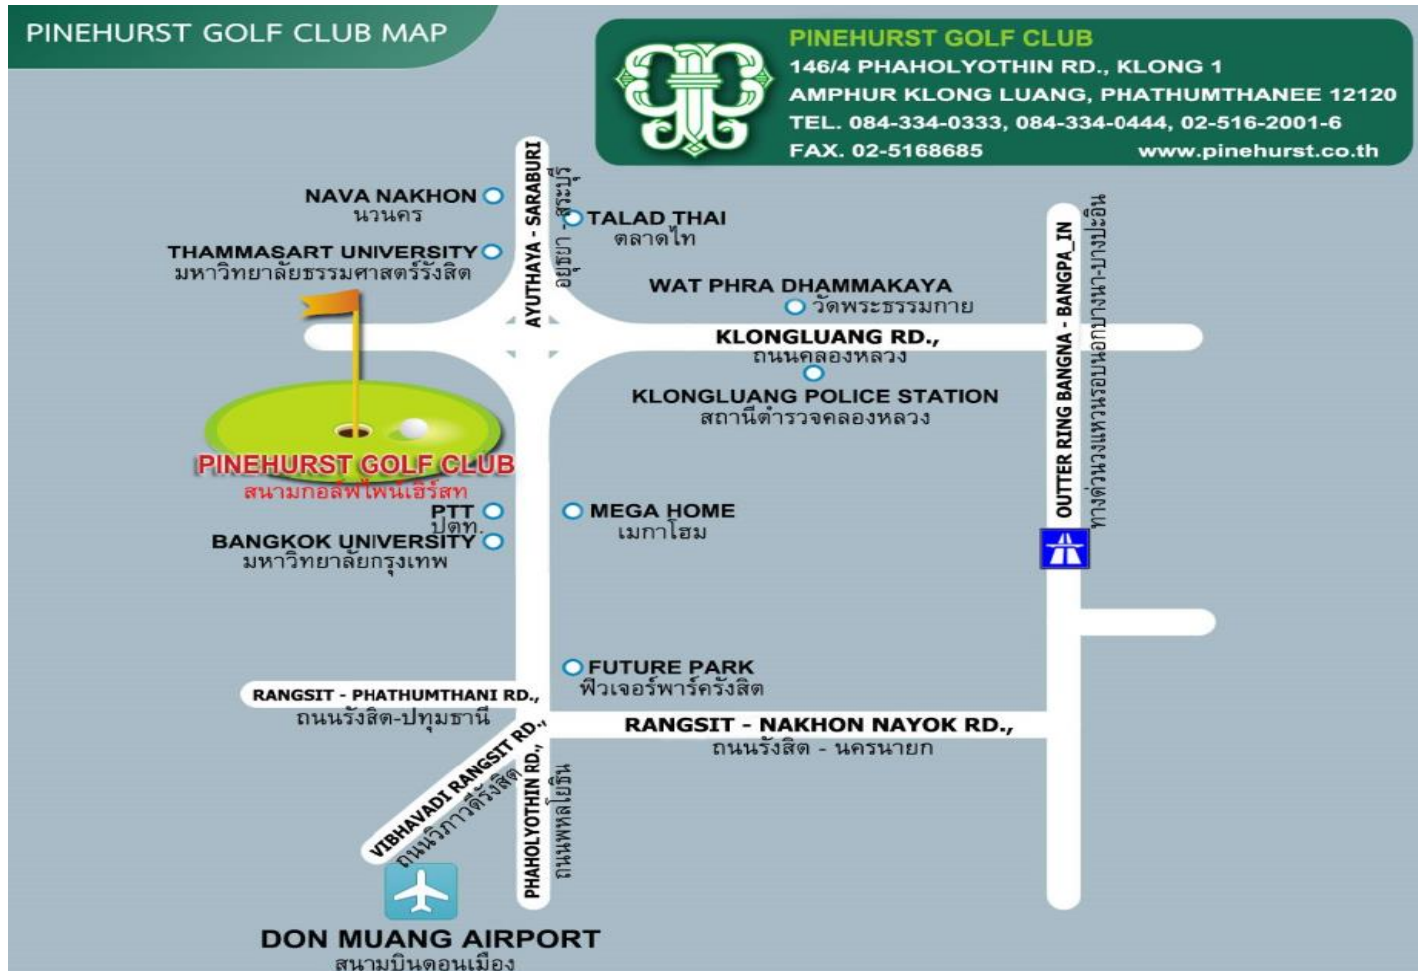 PINEHURST GOLF CLUB MAP
PINEHURST GOLF CLUB
146/4 PHAHOLYOTHIN RD., KLONG 1
AMPHUR KLONG LUANG, PHATHUMTHANEE 12120
TEL. 084-334-0333, 084-334-0444, 02-516-2001-6
FAX. 02-5168685 www.pinehurst.co.th
AYUTHAYA - SARABURI
อยุธยา - สระบุรี
NAVA NAKHON
นวนคร
TALAD THAI
ตลาดไท
THAMMASART UNIVERSITY
มหาวิทยาลัยธรรมศาสตร์รังสิต
WAT PHRA DHAMMAKAYA
วัดพระธรรมกาย
KLONGLUANG RD.,
ถนนคลองหลวง
KLONGLUANG POLICE STATION
สถานีตำรวจคลองหลวง
OUTTER RING BANGNA - BANGPA_IN
ทางด่วนวงแหวนรอบนอกบางนา-บางปะอิน
PINEHURST GOLF CLUB
สนามกอล์ฟไพน์เฮิร์สท
PTT
ปตท.
MEGA HOME
เมกาโฮม
BANGKOK UNIVERSITY
มหาวิทยาลัยกรุงเทพ
FUTURE PARK
ฟิวเจอร์พาร์ครังสิต
RANGSIT - PHATHUMTHANI RD.,
ถนนรังสิต-ปทุมธานี
RANGSIT - NAKHON NAYOK RD.,
ถนนรังสิต - นครนายก
VIBHAVADI RANGSIT RD.,
ถนนวิภาวดีรังสิต
PHAHOLYOTHIN RD.,
ถนนพหลโยธิน
DON MUANG AIRPORT
สนามบินดอนเมือง